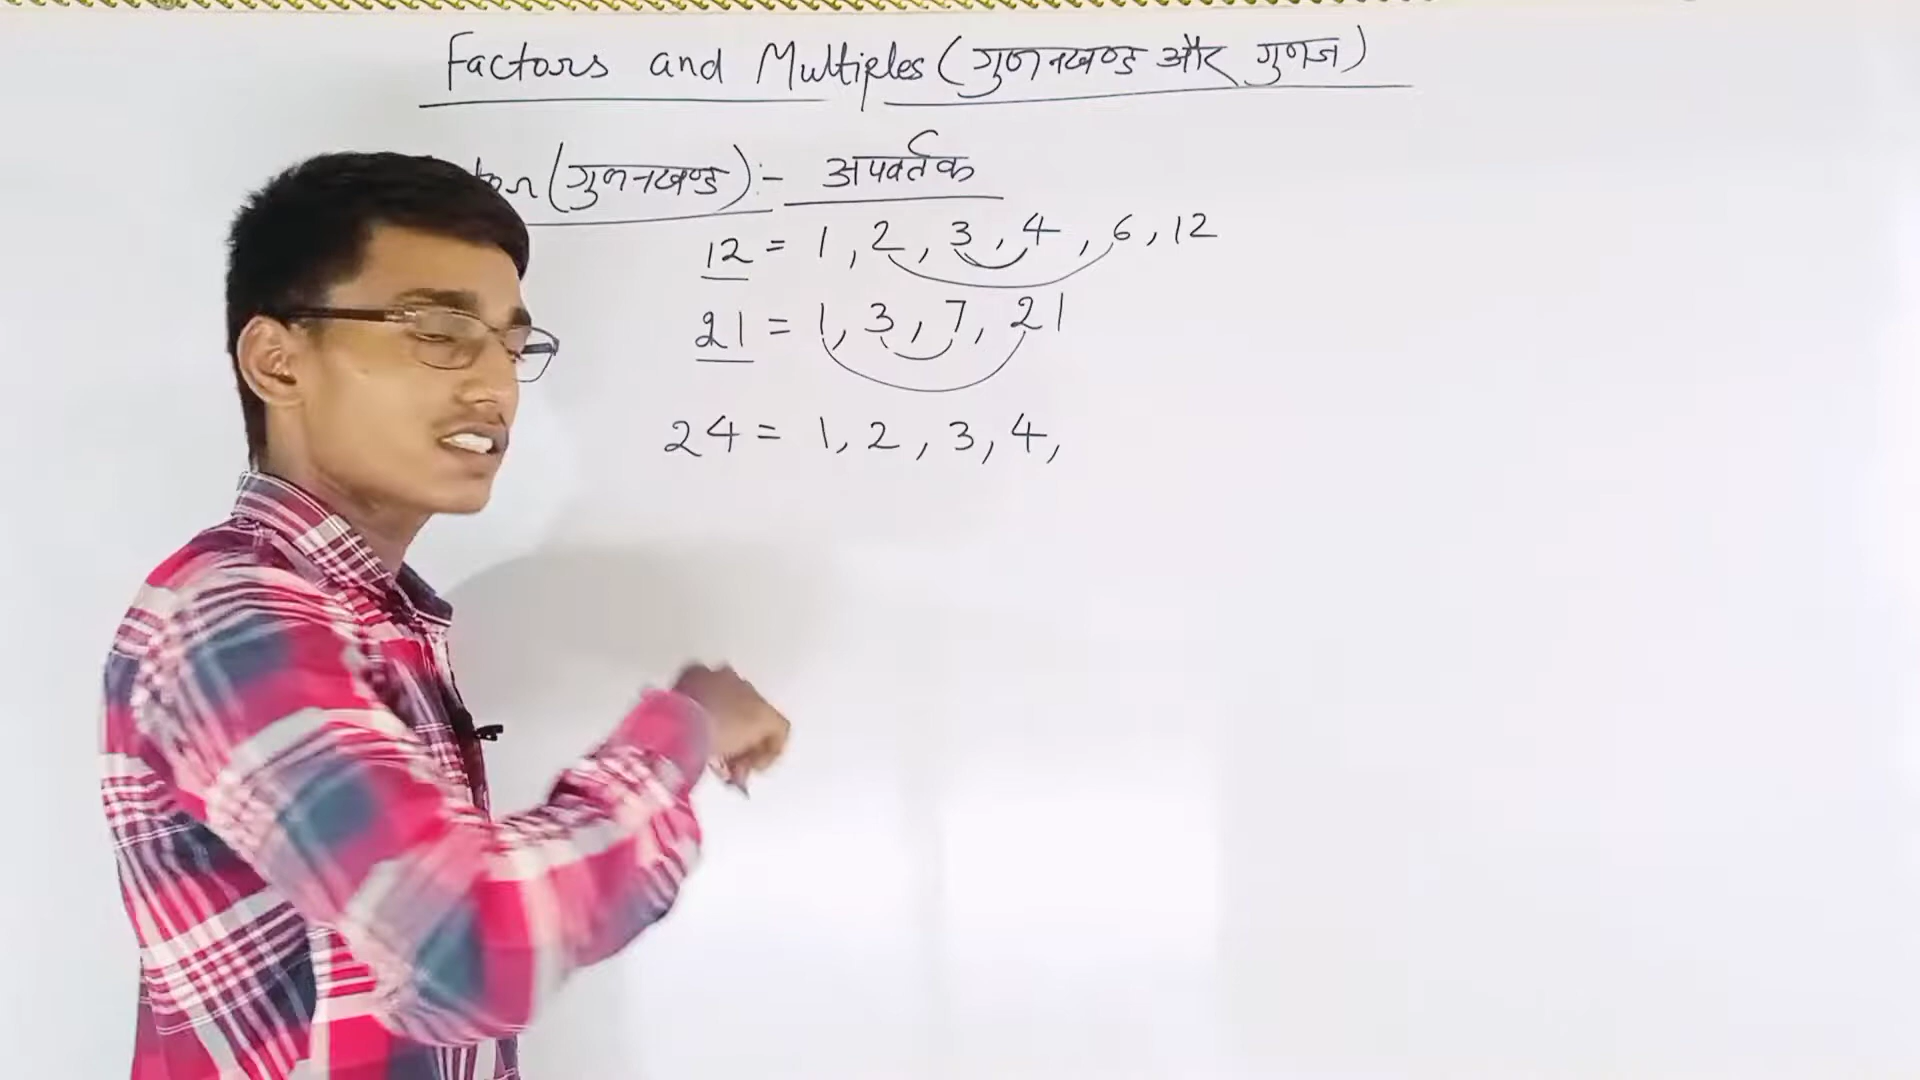 Factors and Multiples (गुणनखण्ड और गुणज)
(गुणनखण्ड) :- अपवर्तक
12 = 1, 2, 3, 4, 6, 12
21 = 1, 3, 7, 21
24 = 1, 2, 3, 4,